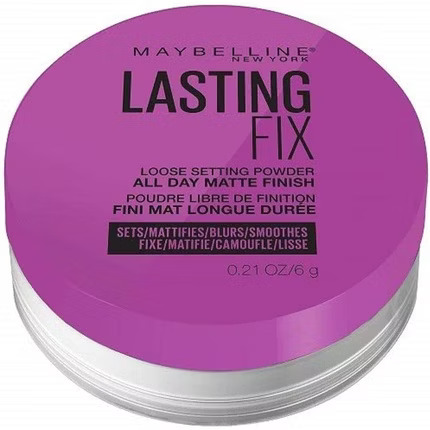 MAYBELLINE®
NEW YORK
LASTING
FIX
LOOSE SETTING POWDER
ALL DAY MATTE FINISH
POUDRE LIBRE DE FINITION
FINI MAT LONGUE DURÉE
SETS/MATTIFIES/BLURS/SMOOTHES
FIXE/MATIFIE/CAMOUFLE/LISSE
0.21 OZ/6 g